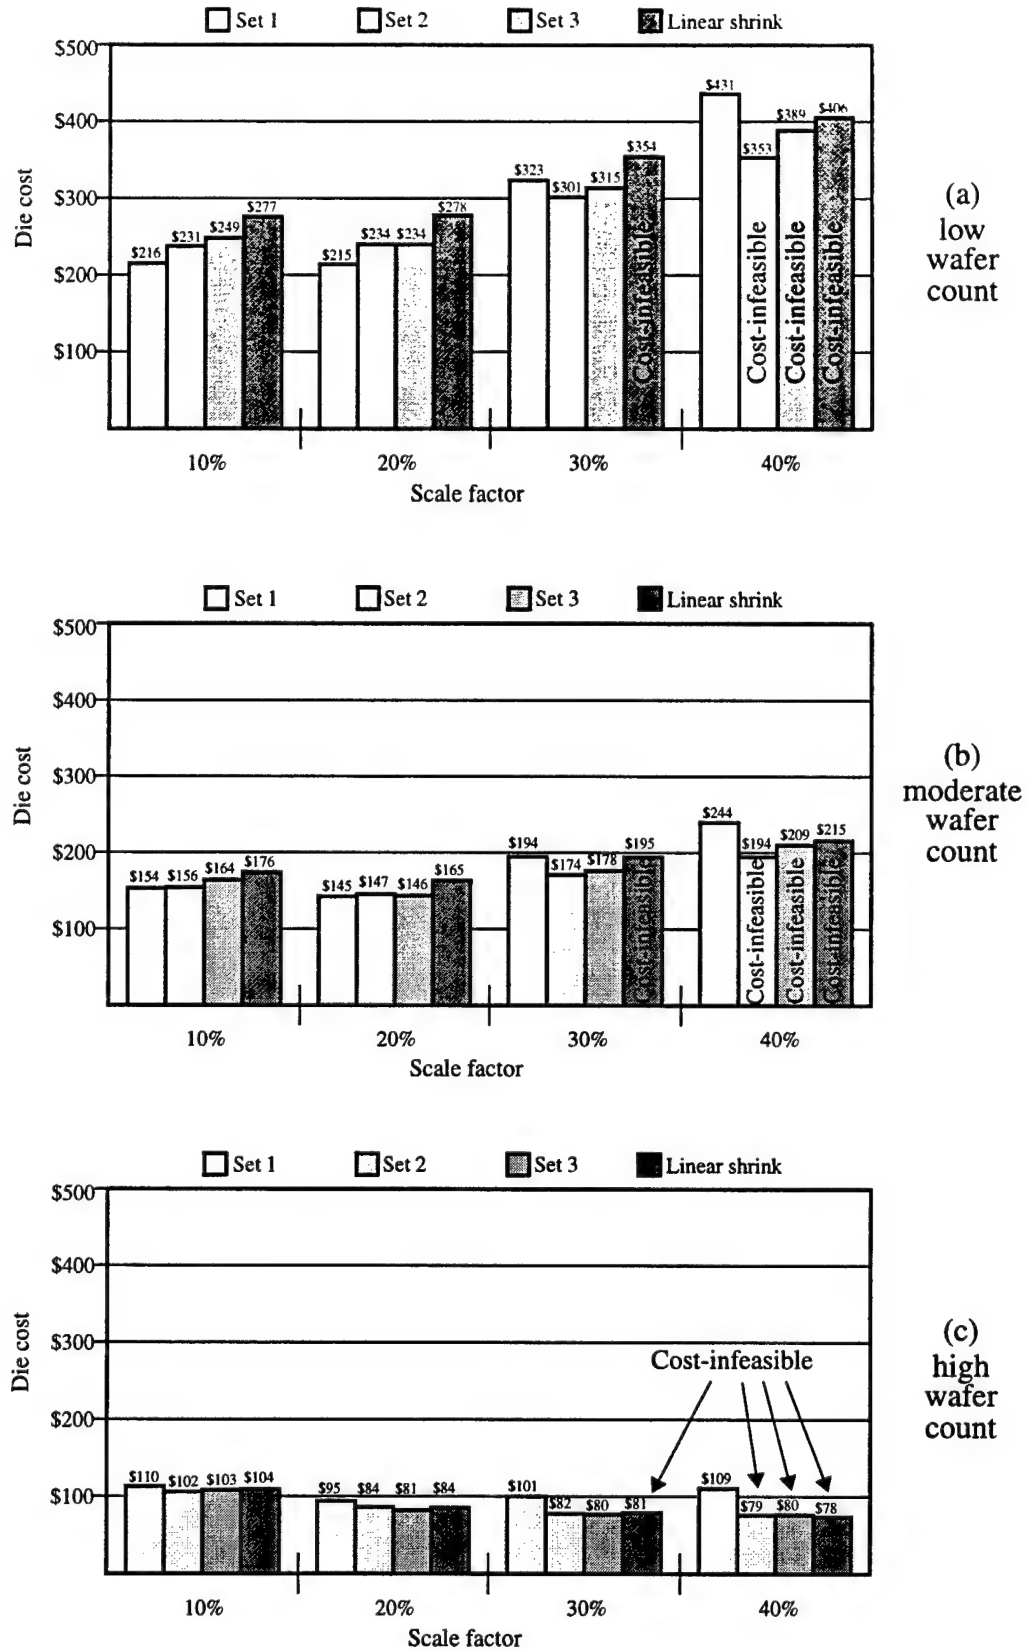 Set 1 Set 2 Set 3 Linear shrink
$500
$400
$300
$200
$100
Die cost
$216 $231 $249 $277
$215 $234 $234 $278
$323 $301 $315 $354
$431 $353 $389 $406
Cost-infeasible
Cost-infeasible
Cost-infeasible
Cost-infeasible
10% 20% 30% 40%
Scale factor
(a)
low
wafer
count
Set 1 Set 2 Set 3 Linear shrink
$500
$400
$300
$200
$100
Die cost
$154 $156 $164 $176
$145 $147 $146 $165
$194 $174 $178 $195
$244 $194 $209 $215
Cost-infeasible
Cost-infeasible
Cost-infeasible
Cost-infeasible
10% 20% 30% 40%
Scale factor
(b)
moderate
wafer
count
Set 1 Set 2 Set 3 Linear shrink
$500
$400
$300
$200
$100
Die cost
Cost-infeasible
$110 $102 $103 $104
$95 $84 $81 $84
$101 $82 $80 $81
$109 $79 $80 $78
10% 20% 30% 40%
Scale factor
(c)
high
wafer
count